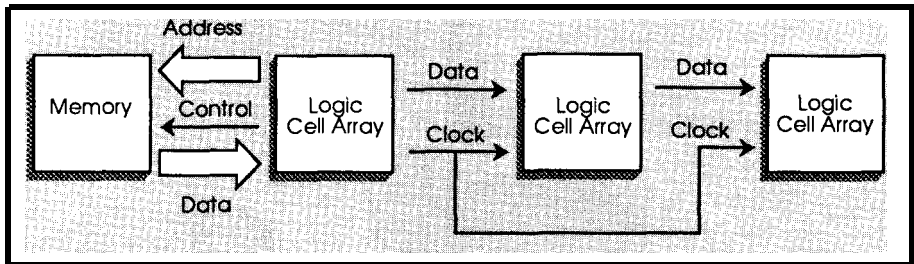 Address
Memory
Control
Data
Logic
Cell Array
Data
Clock
Logic
Cell Array
Data
Clock
Logic
Cell Array